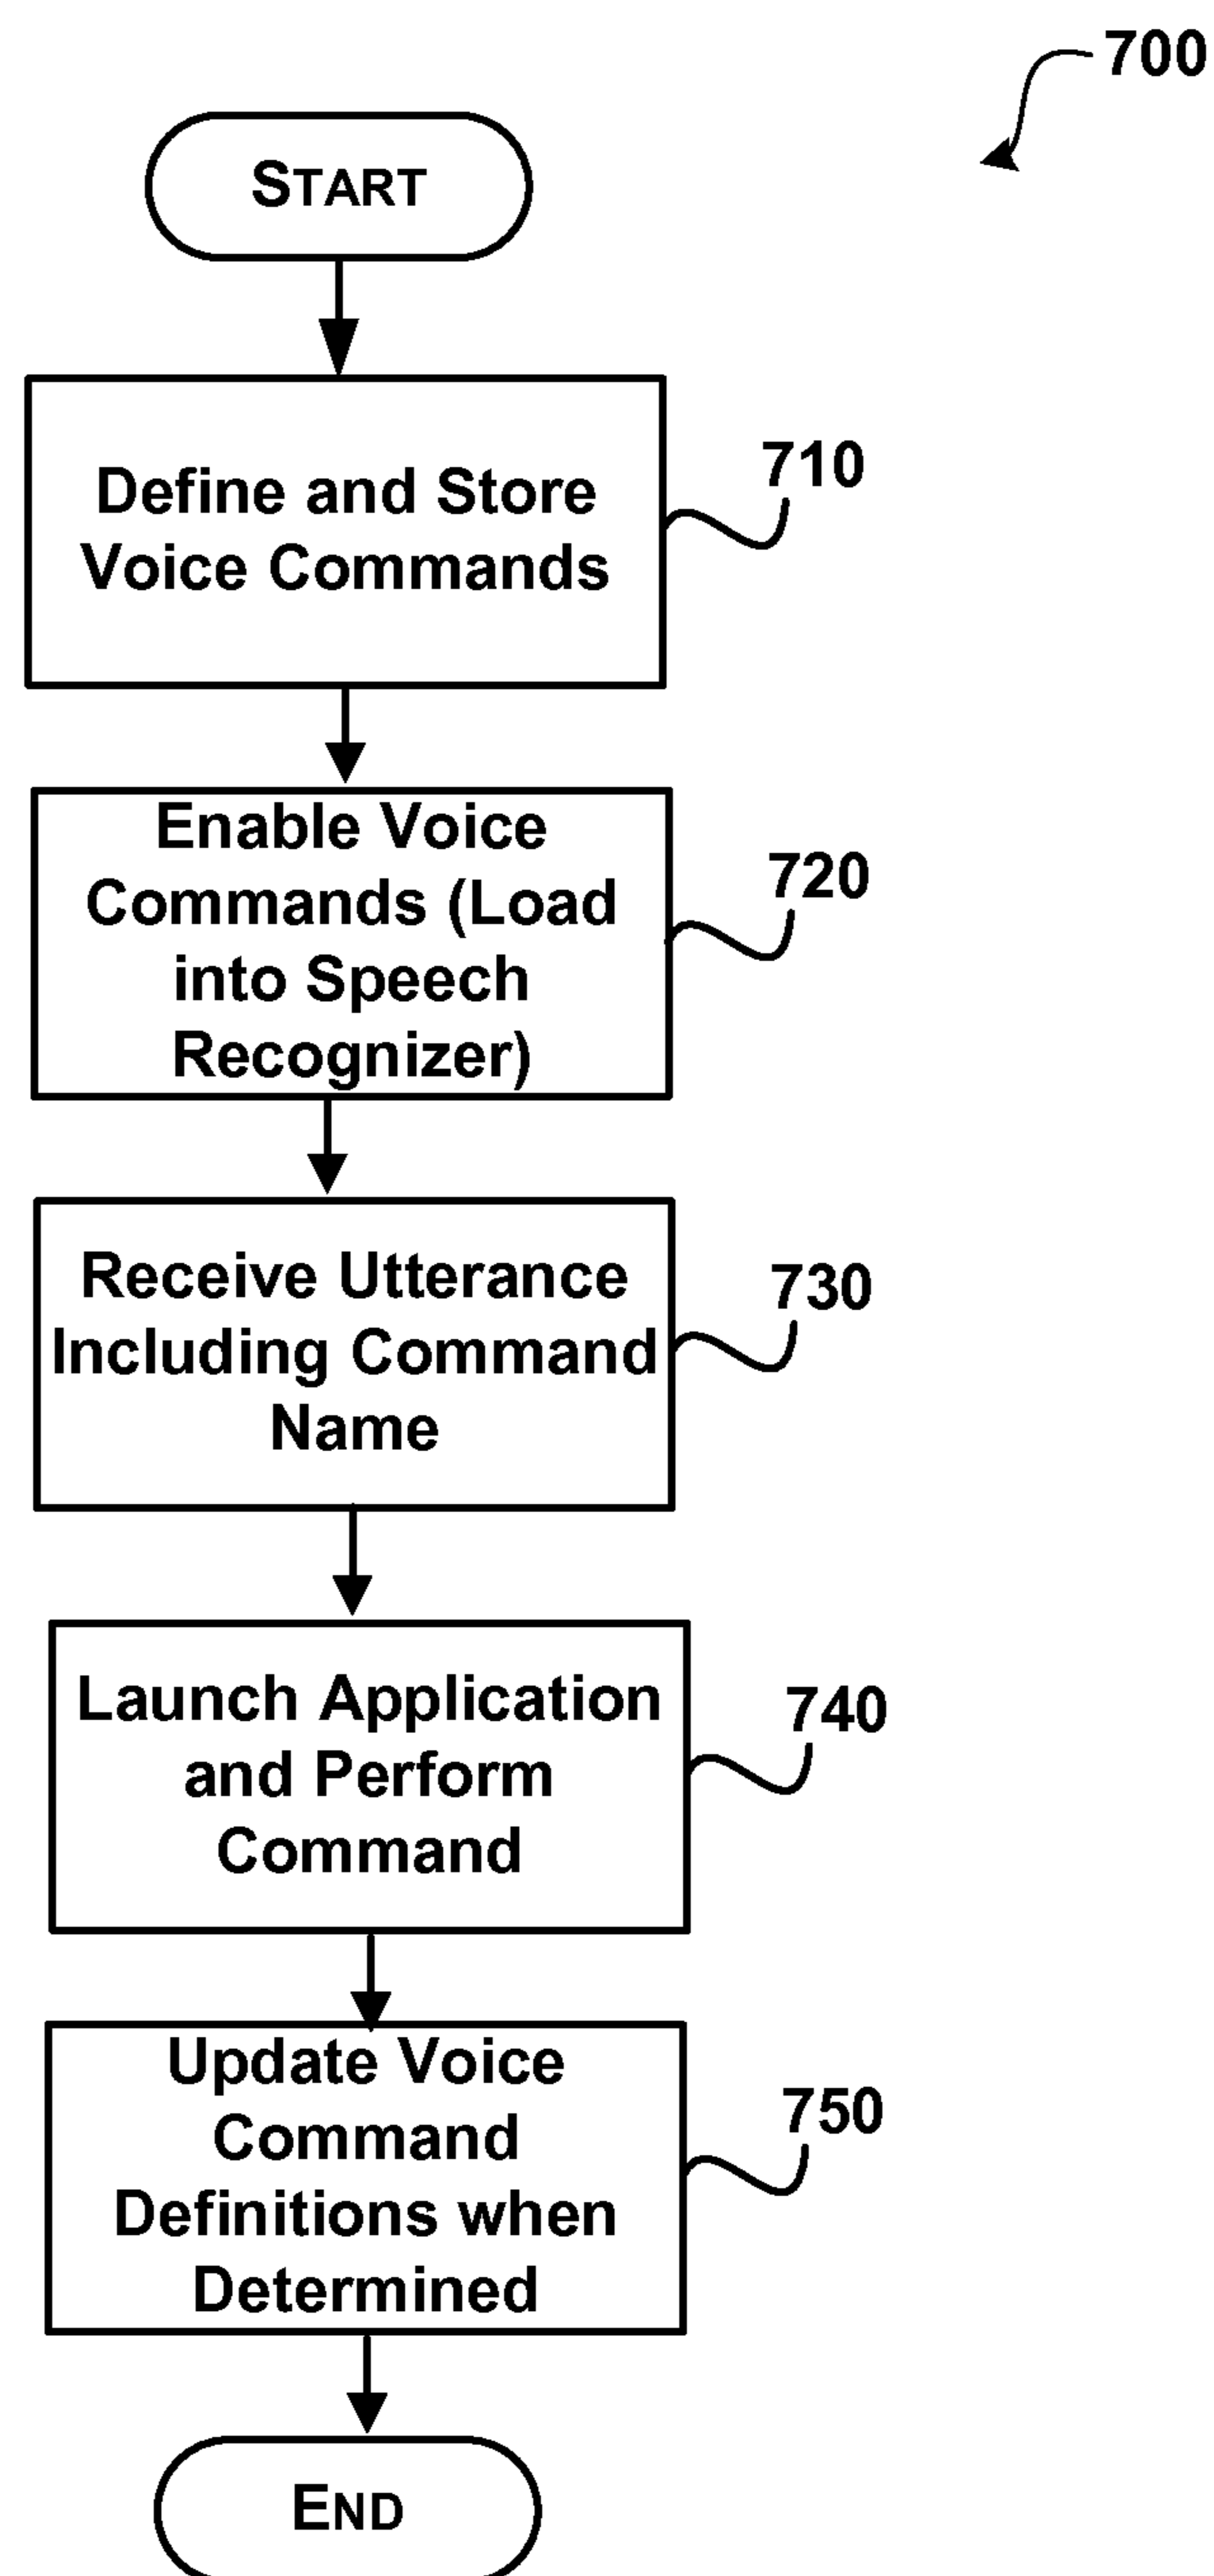 700
START
Define and Store
Voice Commands
710
Enable Voice
Commands (Load
into Speech
Recognizer)
720
Receive Utterance
Including Command
Name
730
Launch Application
and Perform
Command
740
Update Voice
Command
Definitions when
Determined
750
END